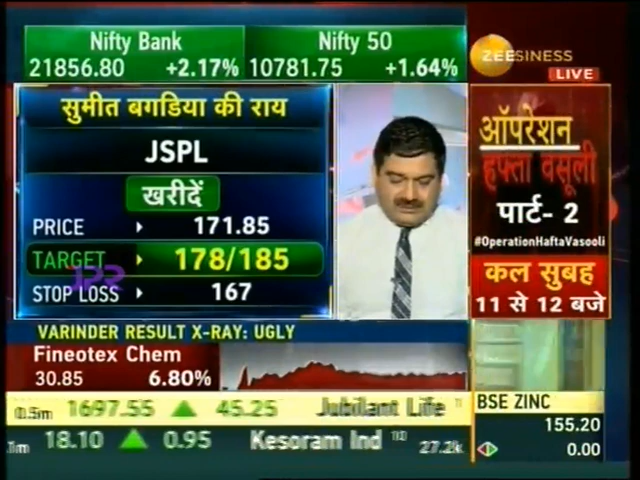 Nifty Bank
21856.80 +2.17%
Nifty 50
10781.75 +1.64%
ZEE BUSINESS
LIVE
सुमीत बगडिया की राय
JSPL
खरीदें
PRICE 171.85
TARGET 178/185
STOP LOSS 167
ऑपरेशन
हफ्ता वसूली
पार्ट- 2
#OperationHaftaVasooli
कल सुबह
11 से 12 बजे
VARINDER RESULT X-RAY: UGLY
Fineotex Chem
30.85 6.80%
0.5m 1697.55 ▲ 45.25 Jubilant Life
18.10 ▲ 0.95 Kesoram Ind 27.2k
BSE ZINC
155.20
0.00